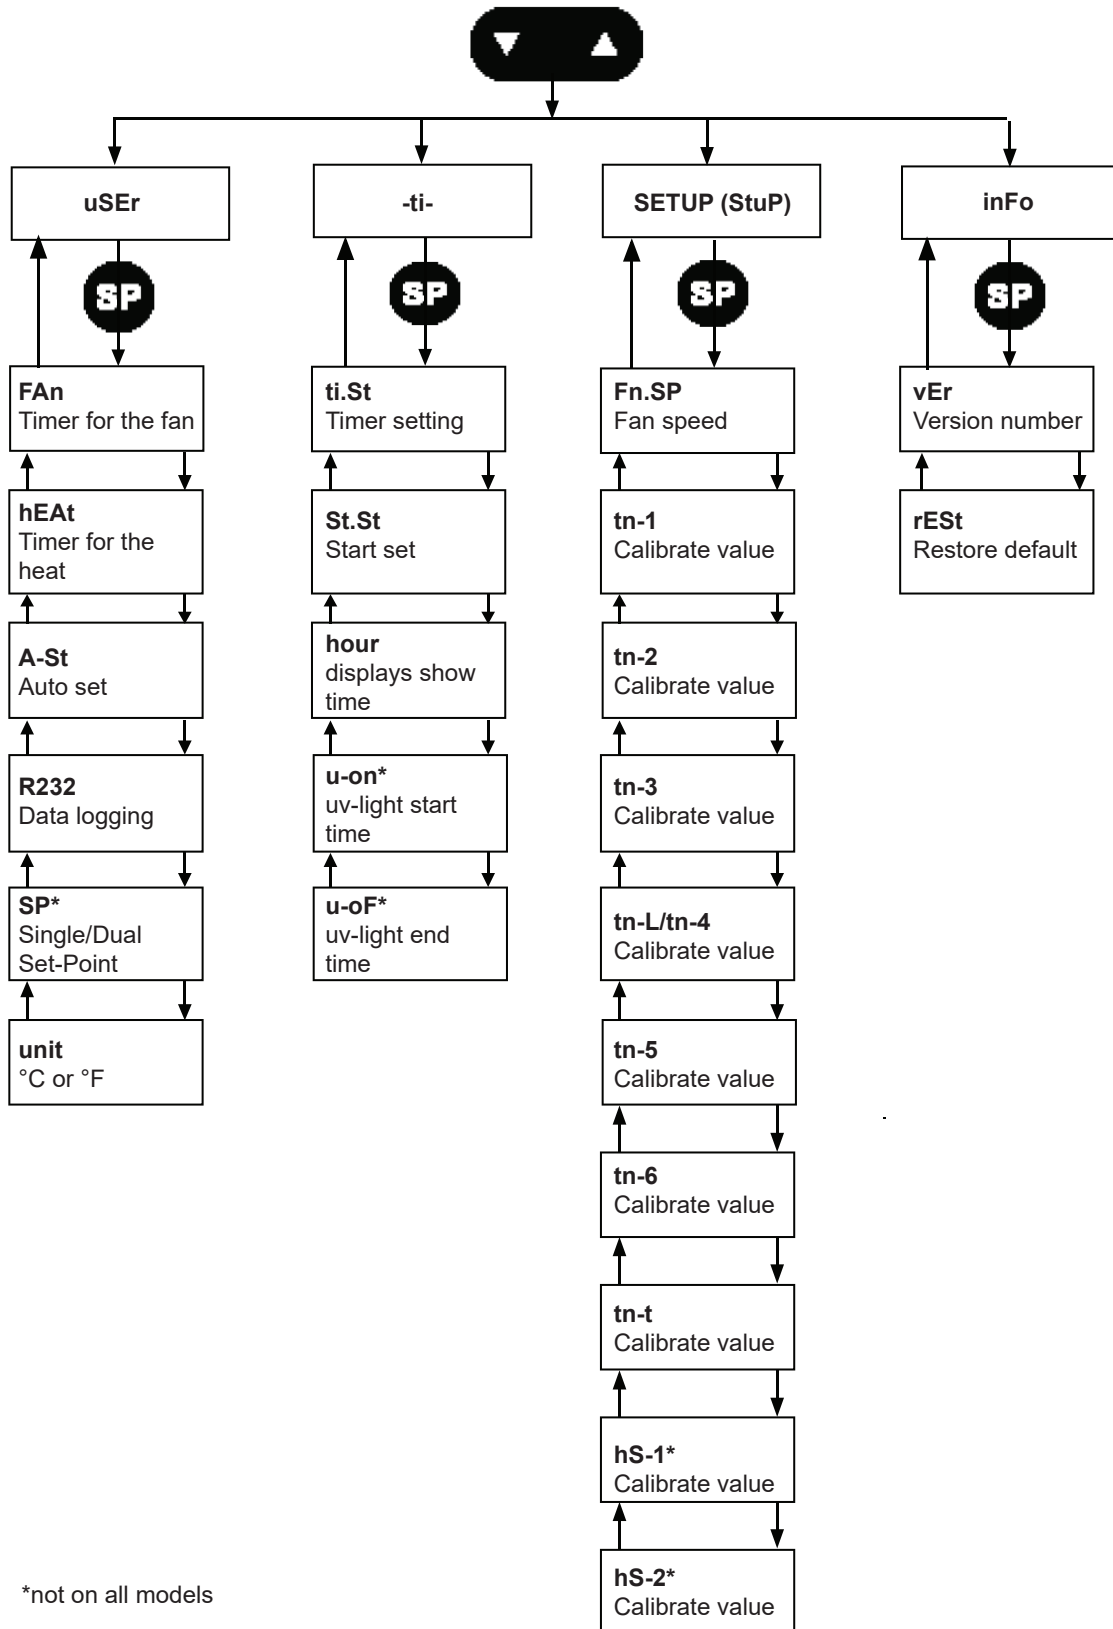 uSEr
SP
FAn
Timer for the fan
hEAt
Timer for the
heat
A-St
Auto set
R232
Data logging
SP*
Single/Dual
Set-Point
unit
°C or °F
-ti-
SP
ti.St
Timer setting
St.St
Start set
hour
displays show
time
u-on*
uv-light start
time
u-oF*
uv-light end
time
SETUP (StuP)
SP
Fn.SP
Fan speed
tn-1
Calibrate value
tn-2
Calibrate value
tn-3
Calibrate value
tn-L/tn-4
Calibrate value
tn-5
Calibrate value
tn-6
Calibrate value
tn-t
Calibrate value
hS-1*
Calibrate value
hS-2*
Calibrate value
inFo
SP
vEr
Version number
rESt
Restore default
*not on all models